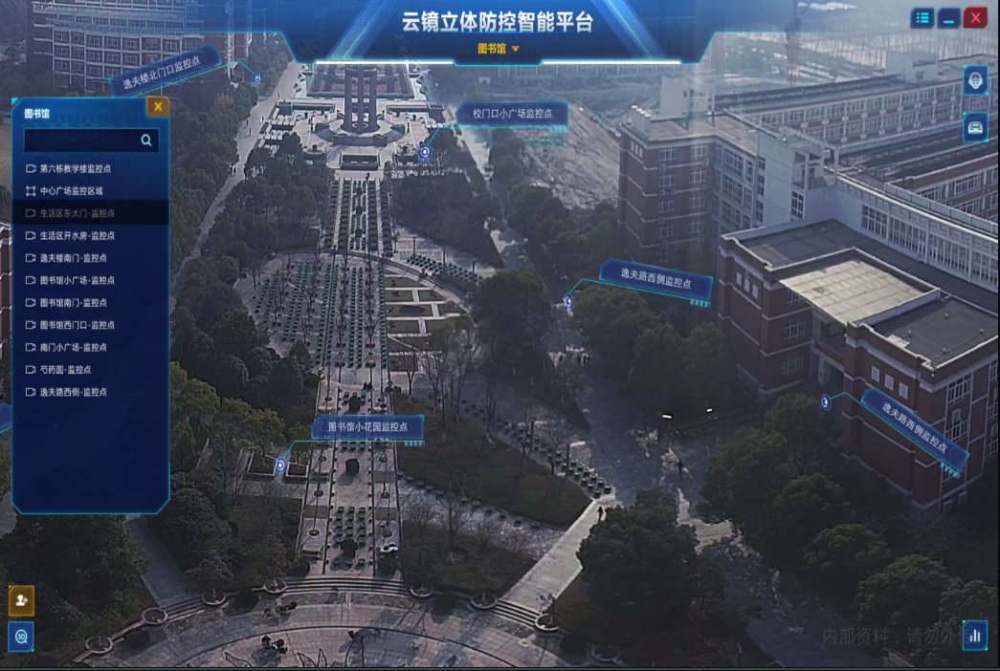 云镜立体防控智能平台
图书馆
逸夫楼北门口监控点
校门口小广场监控点
图书馆
第六栋教学楼监控点
中心广场监控区域
生活区东大门-监控点
生活区开水房-监控点
逸夫楼南门-监控点
图书馆小广场-监控点
图书馆南门-监控点
图书馆西门口-监控点
南门小广场-监控点
芍药园-监控点
逸夫路西侧-监控点
逸夫路西侧监控点
逸夫路西侧监控点
图书馆小花园监控点
3D
内部资料，请勿外